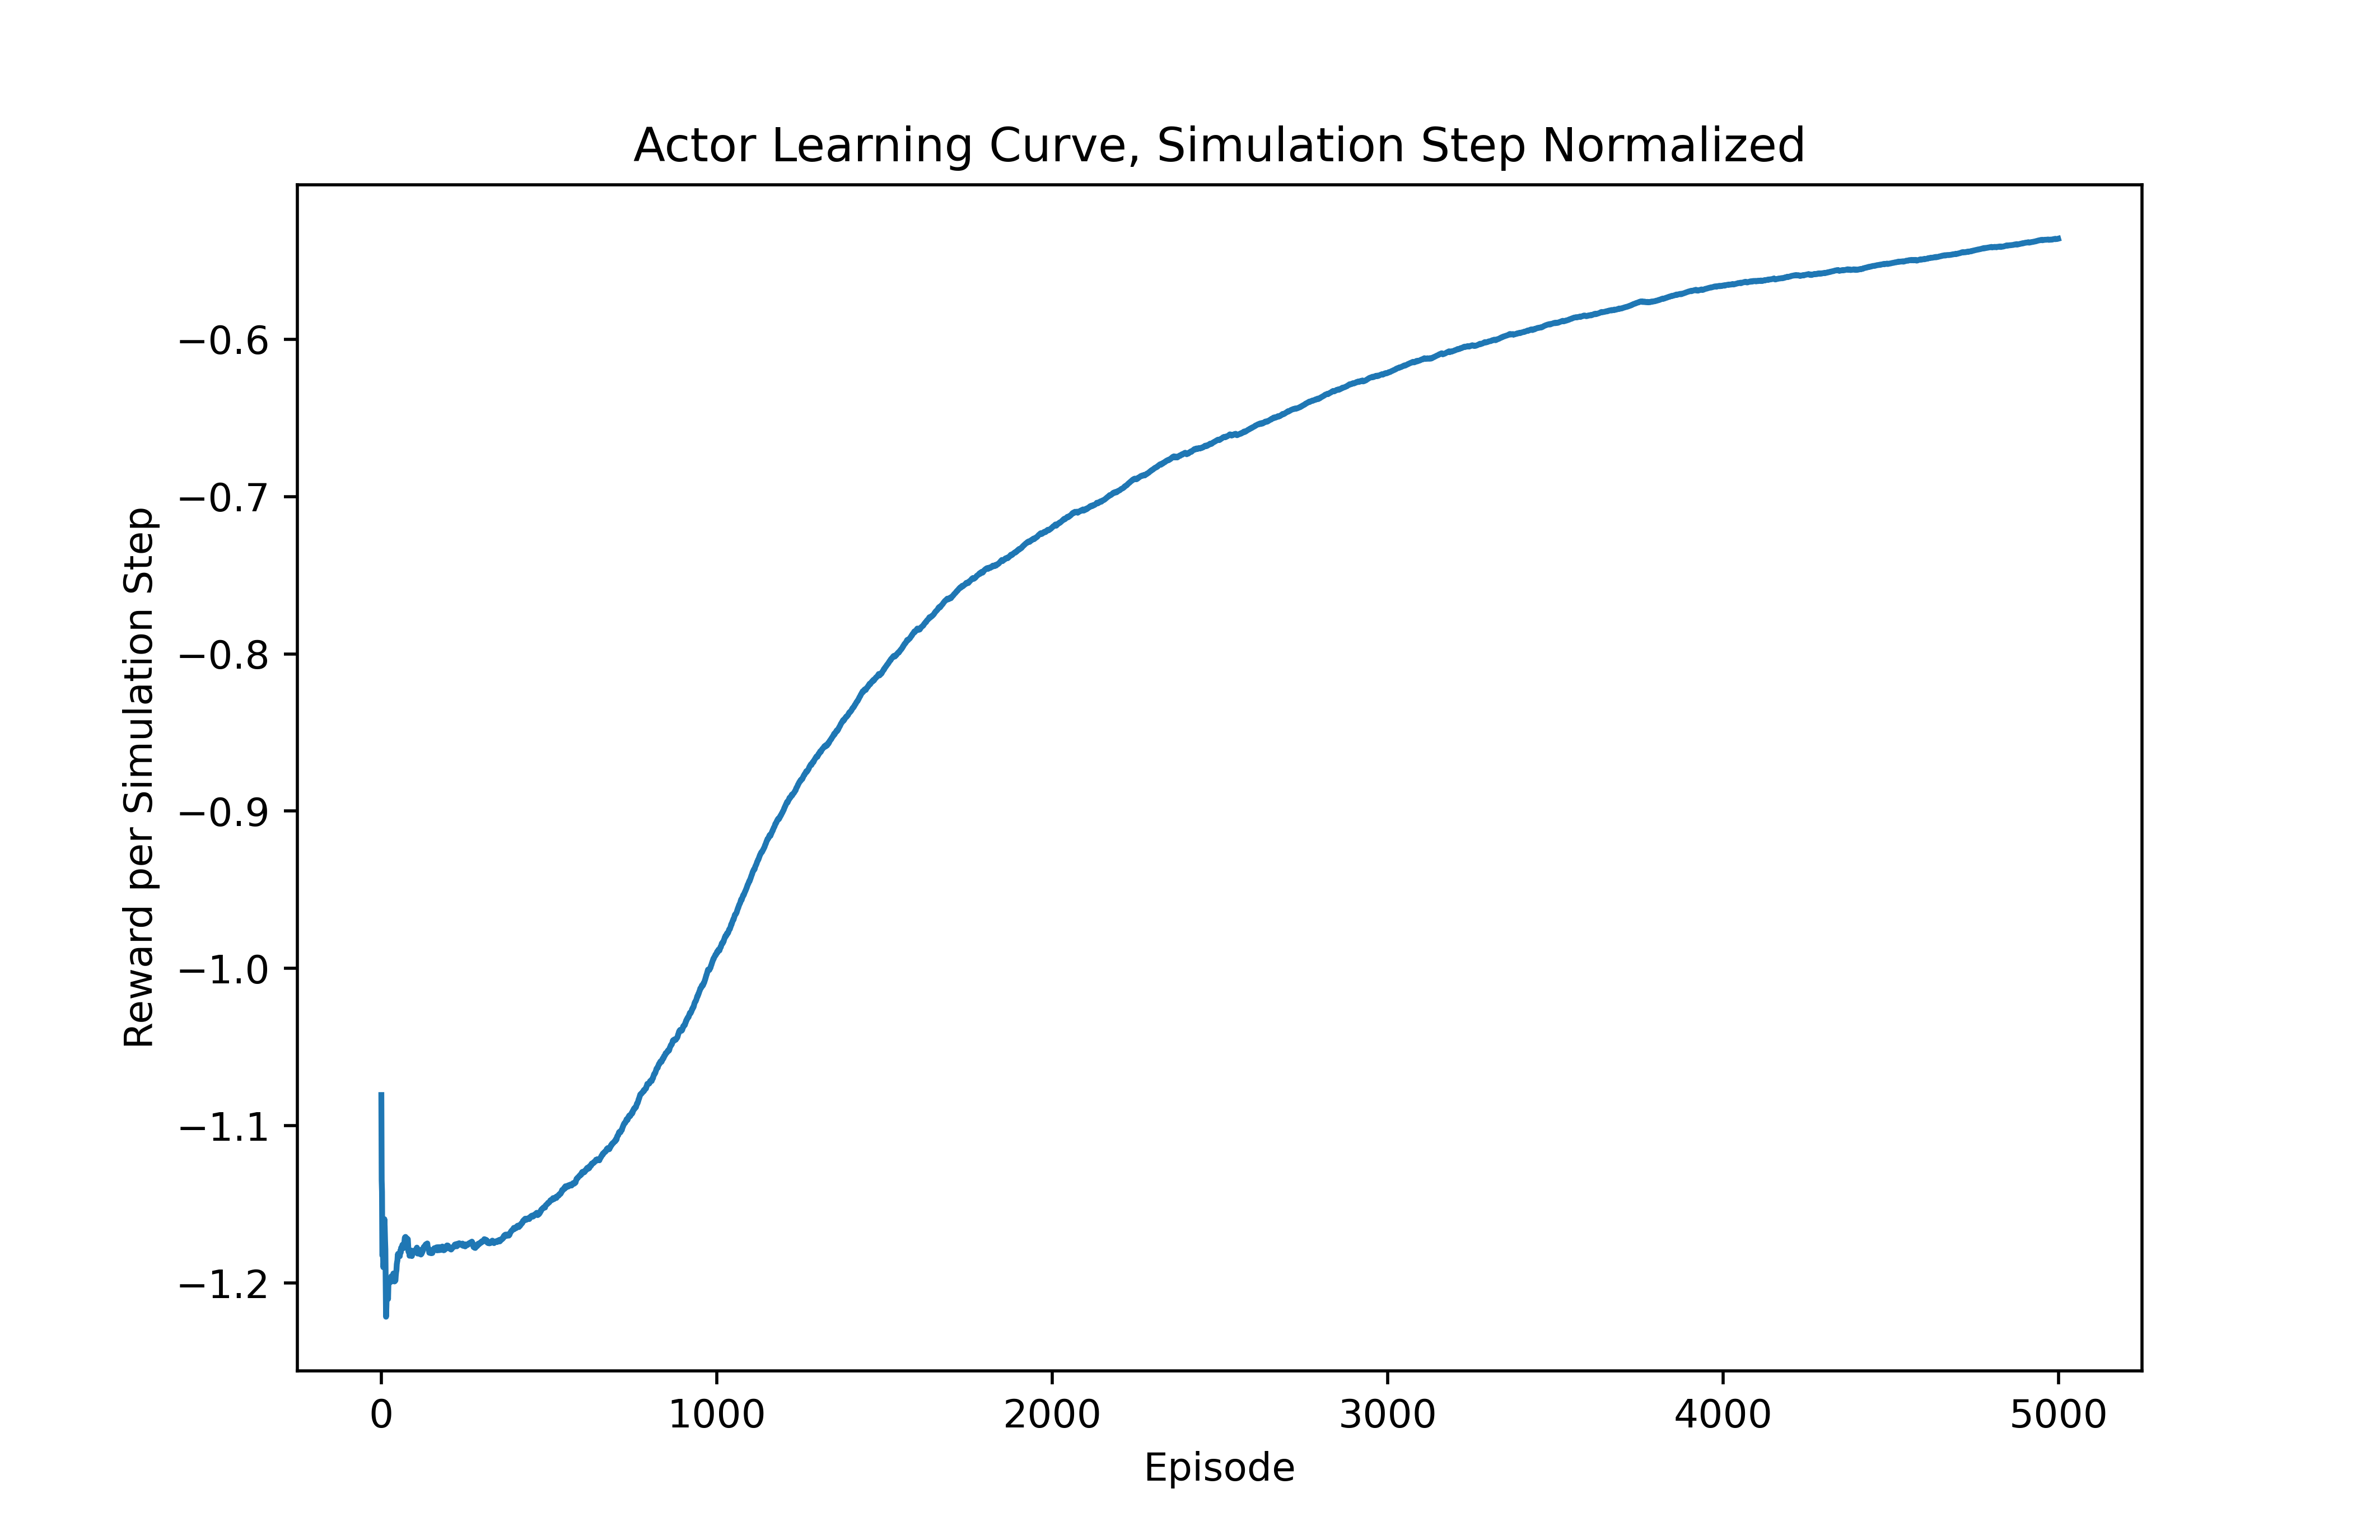 Actor Learning Curve, Simulation Step Normalized
Reward per Simulation Step
−0.6
−0.7
−0.8
−0.9
−1.0
−1.1
−1.2
0 1000 2000 3000 4000 5000
Episode